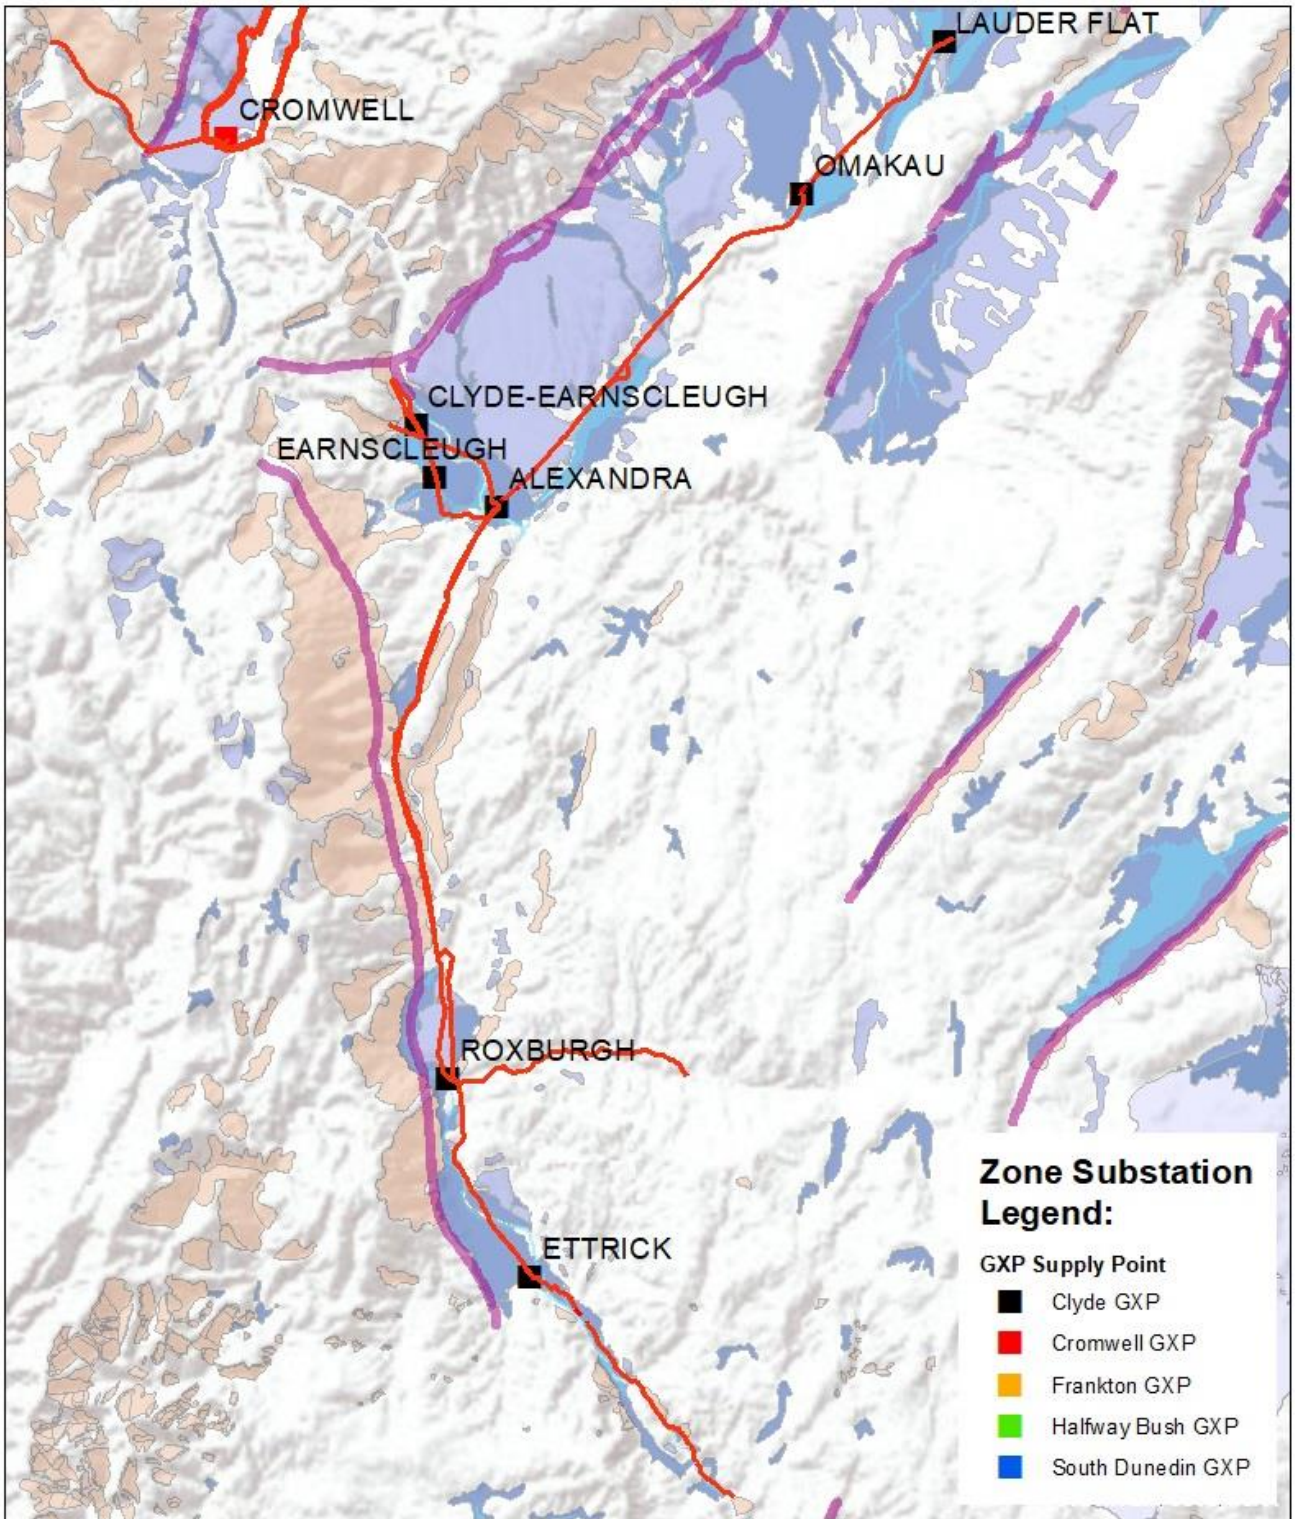 LAUDER FLAT
CROMWELL
OMAKAU
CLYDE-EARNSCLEUGH
EARNSCLEUGH
ALEXANDRA
ROXBURGH
ETTRICK
Zone Substation
Legend:
GXP Supply Point
Clyde GXP
Cromwell GXP
Frankton GXP
Halfway Bush GXP
South Dunedin GXP